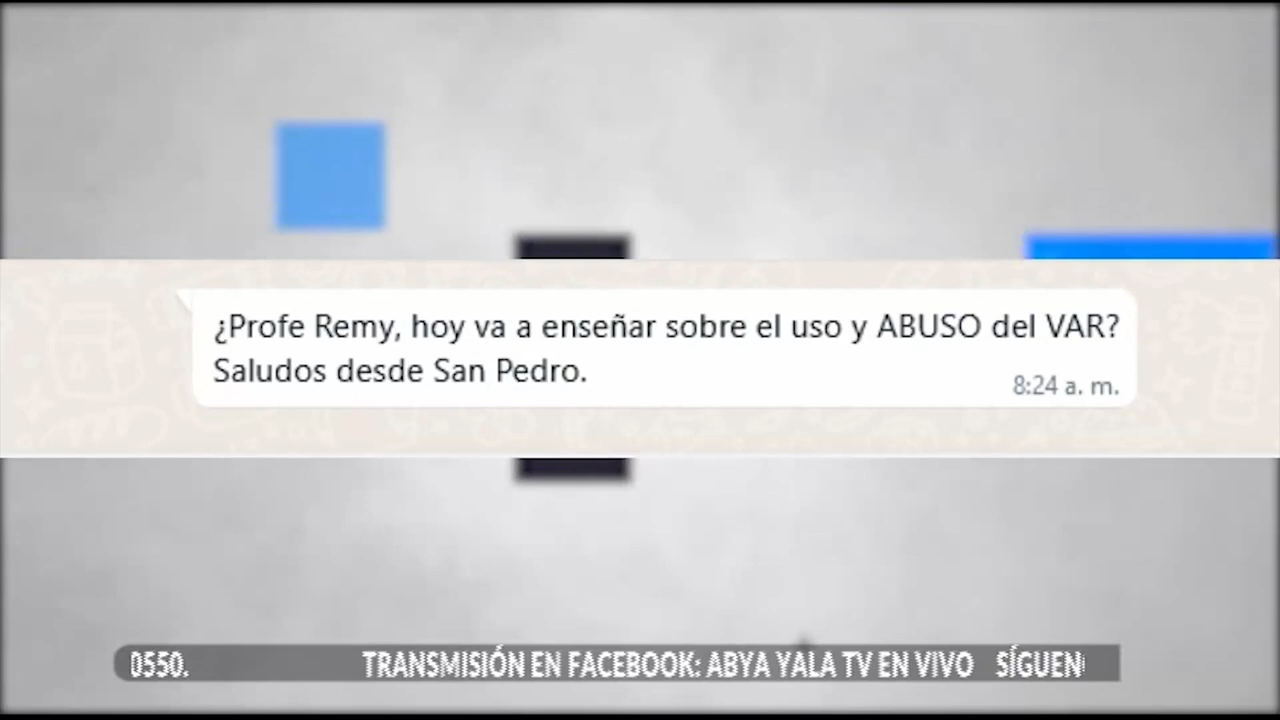 ¿Profe Remy, hoy va a enseñar sobre el uso y ABUSO del VAR?
Saludos desde San Pedro.
8:24 a. m.
0550. TRANSMISIÓN EN FACEBOOK: ABYA YALA TV EN VIVO SÍGUEN